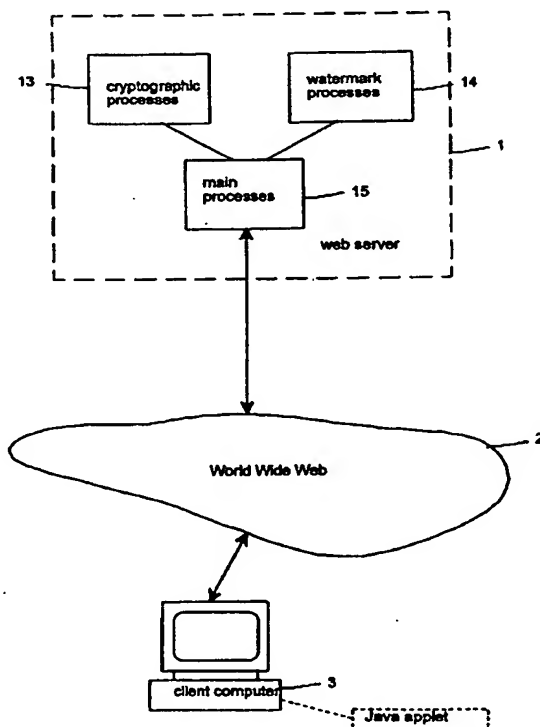 13
cryptographic
processes
watermark
processes
14
1
main
processes
15
web server
2
World Wide Web
client computer
3
Java applet